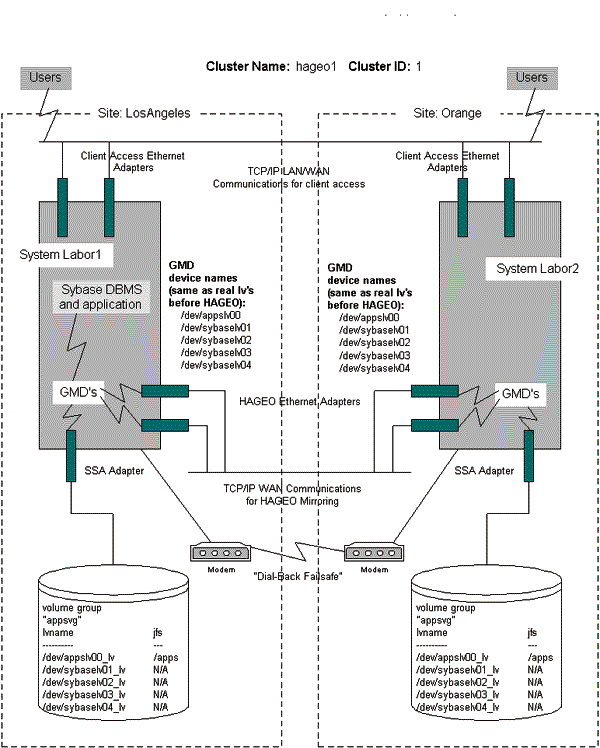 Cluster Name: hageo1 Cluster ID: 1
Users
Users
Site: LosAngeles
Site: Orange
Client Access Ethernet
Adapters
TCP/IP LAN/WAN
Communications for client access
Client Access Ethernet
Adapters
System Labor1
System Labor2
Sybase DBMS
and application
GMD
device names
(same as real lv's
before HAGEO):
/dev/appslv00
/dev/sybaselv01
/dev/sybaselv02
/dev/sybaselv03
/dev/sybaselv04
GMD
device names
(same as real lv's
before HAGEO):
/dev/appslv00
/dev/sybaselv01
/dev/sybaselv02
/dev/sybaselv03
/dev/sybaselv04
GMD's
HAGEO Ethernet Adapters
GMD's
SSA Adapter
SSA Adapter
TCP/IP WAN Communications
for HAGEO Mirroring
Modem
"Dial-Back Failsafe"
Modem
volume group
"appsvg"
lvname jfs
---------- ---
/dev/appslv00_lv /apps
/dev/sybaselv01_lv N/A
/dev/sybaselv02_lv N/A
/dev/sybaselv03_lv N/A
/dev/sybaselv04_lv N/A
volume group
"appsvg"
lvname jfs
---------- ---
/dev/appslv00_lv /apps
/dev/sybaselv01_lv N/A
/dev/sybaselv02_lv N/A
/dev/sybaselv03_lv N/A
/dev/sybaselv04_lv N/A